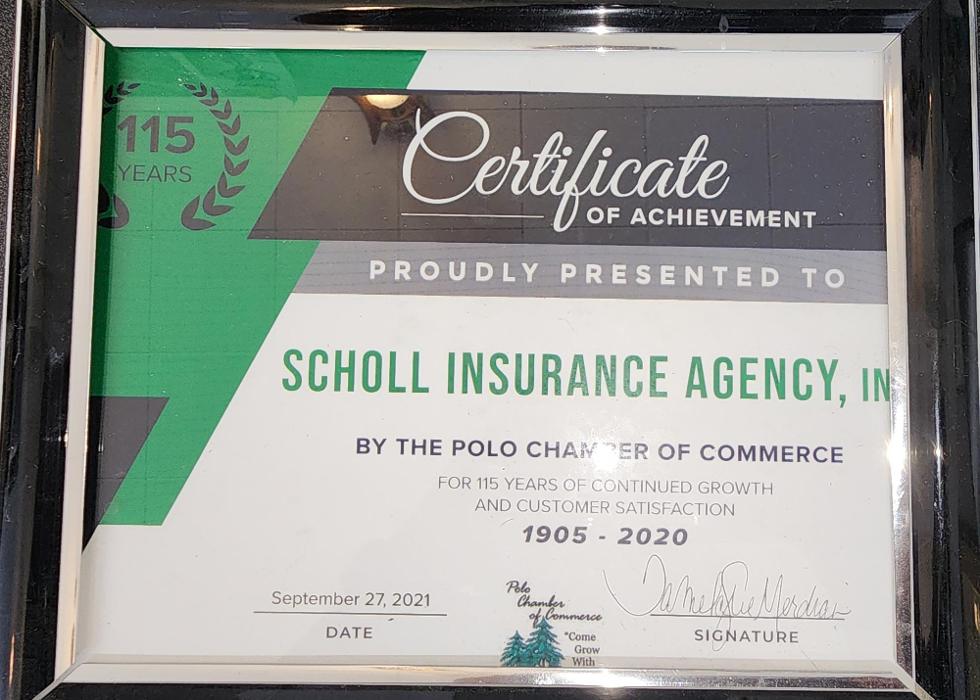 115
YEARS
Certificate
OF ACHIEVEMENT
PROUDLY PRESENTED TO
SCHOLL INSURANCE AGENCY, IN
BY THE POLO CHAMBER OF COMMERCE
FOR 115 YEARS OF CONTINUED GROWTH
AND CUSTOMER SATISFACTION
1905 - 2020
September 27, 2021
DATE
Polo
Chamber
of Commerce
"Come
Grow
With
SIGNATURE